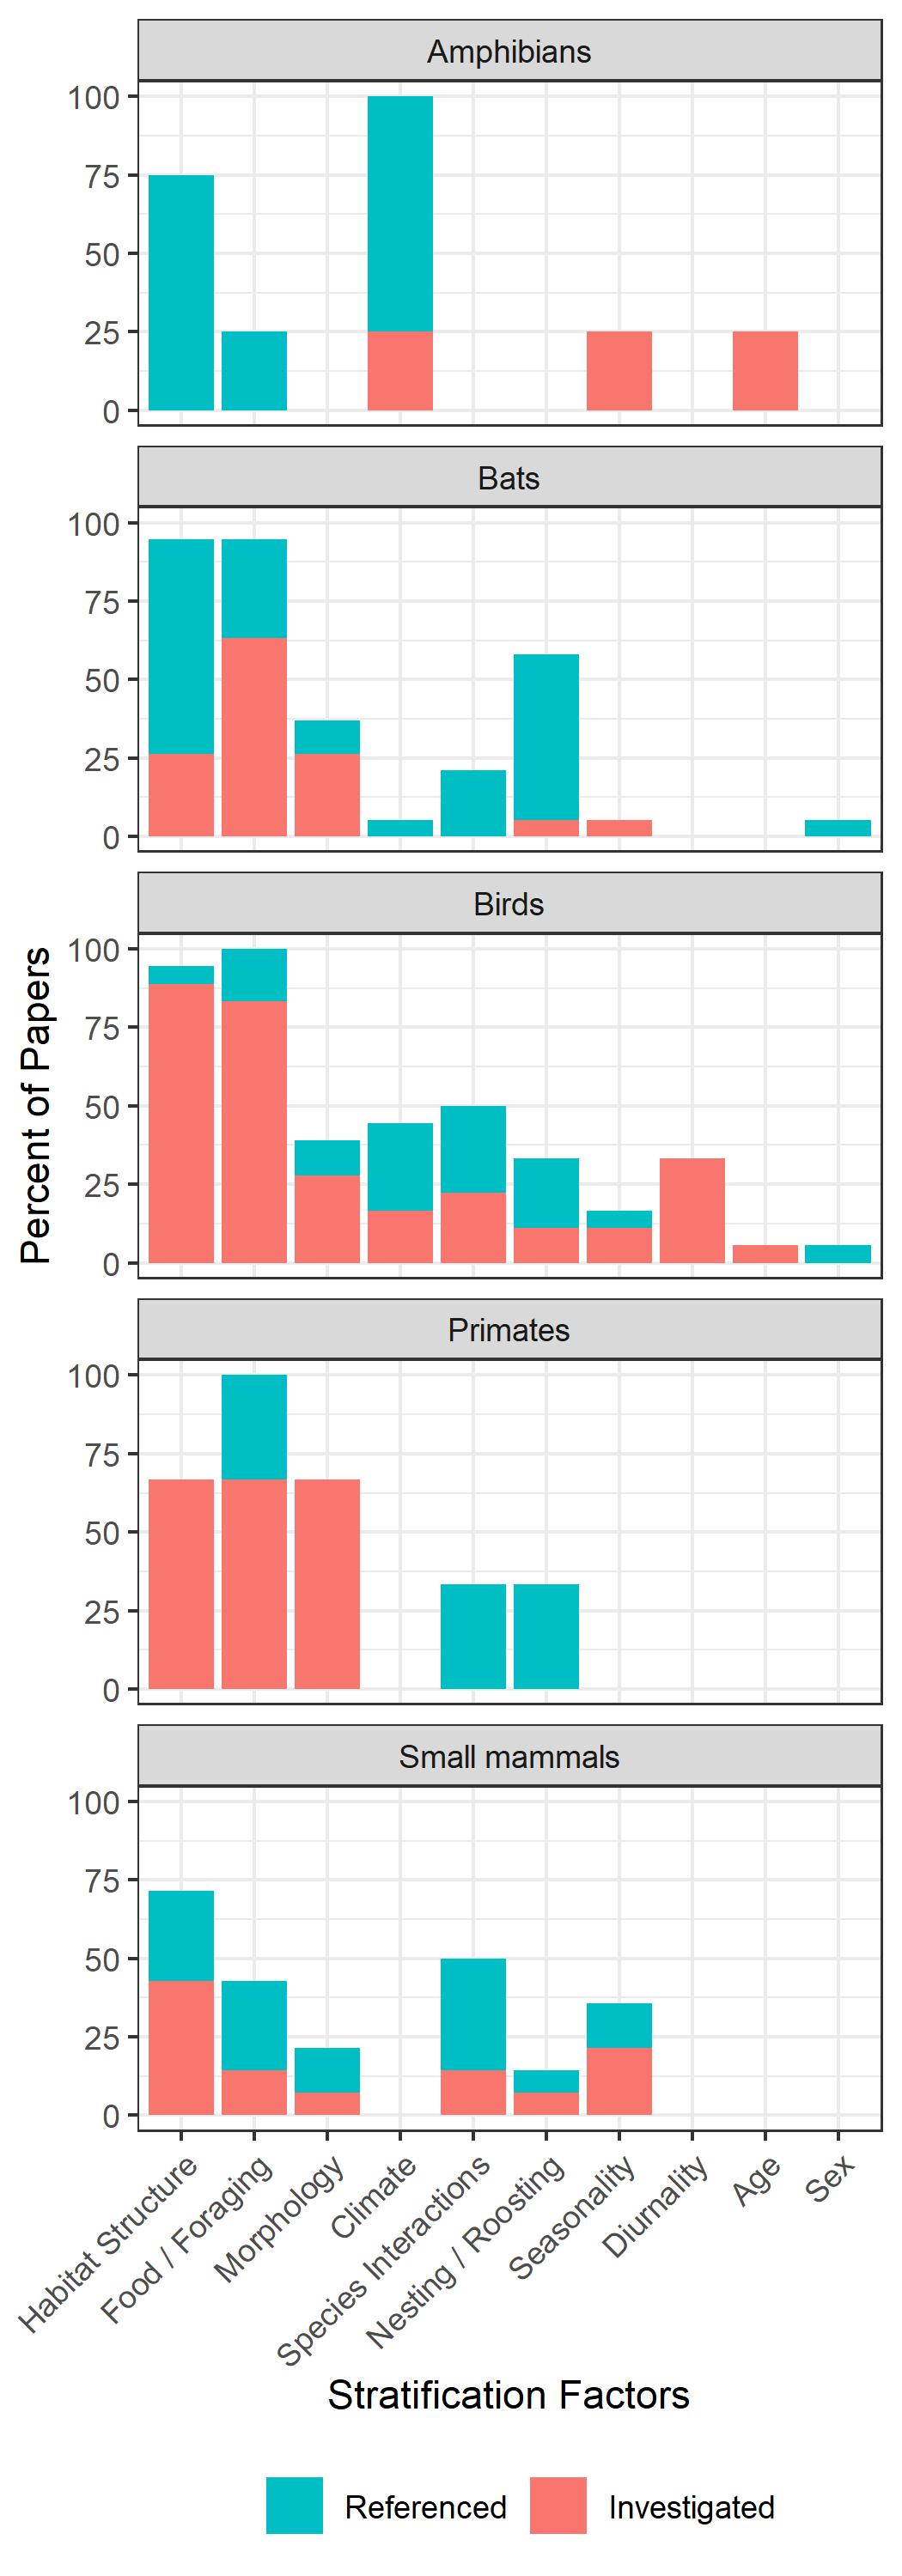 Amphibians
100
75
50
25
0
Bats
100
75
50
25
0
Birds
100
75
50
25
0
Percent of Papers
Primates
100
75
50
25
0
Small mammals
100
75
50
25
0
Habitat Structure
Food / Foraging
Morphology
Climate
Species Interactions
Nesting / Roosting
Seasonality
Diurnality
Age
Sex
Stratification Factors
Referenced
Investigated